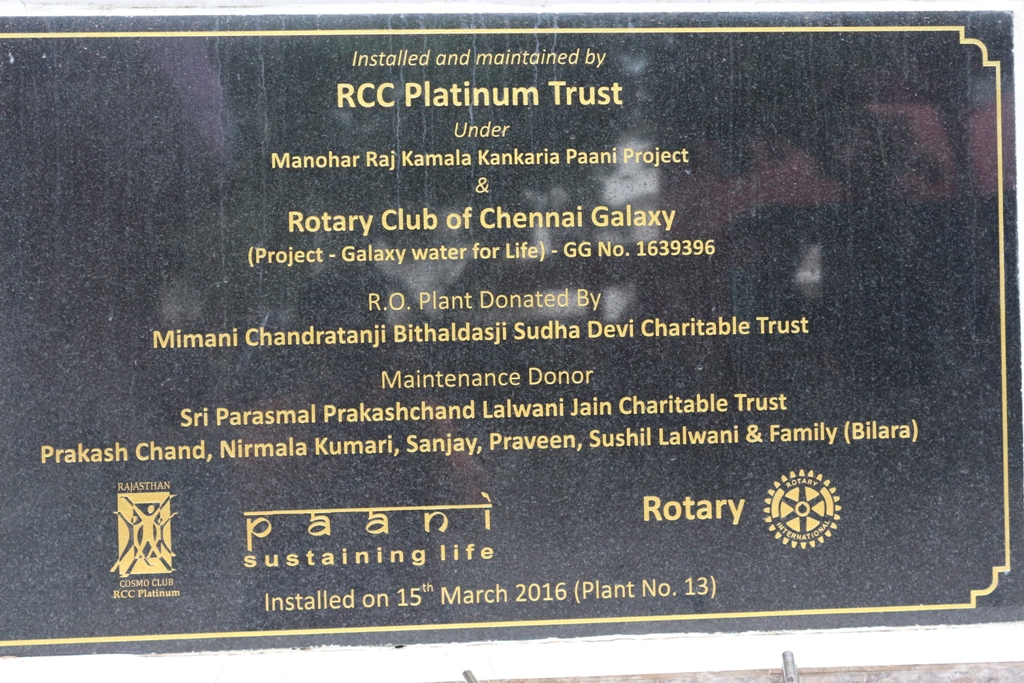 Installed and maintained by
RCC Platinum Trust
Under
Manohar Raj Kamala Kankaria Paani Project
&
Rotary Club of Chennai Galaxy
(Project - Galaxy water for Life) - GG No. 1639396
R.O. Plant Donated By
Mimani Chandratanji Bithaldasji Sudha Devi Charitable Trust
Maintenance Donor
Sri Parasmal Prakashchand Lalwani Jain Charitable Trust
Prakash Chand, Nirmala Kumari, Sanjay, Praveen, Sushil Lalwani & Family (Bilara)
RAJASTHAN
COSMO CLUB
RCC Platinum
paani
sustaining life
Rotary
ROTARY
INTERNATIONAL
Installed on 15th March 2016 (Plant No. 13)